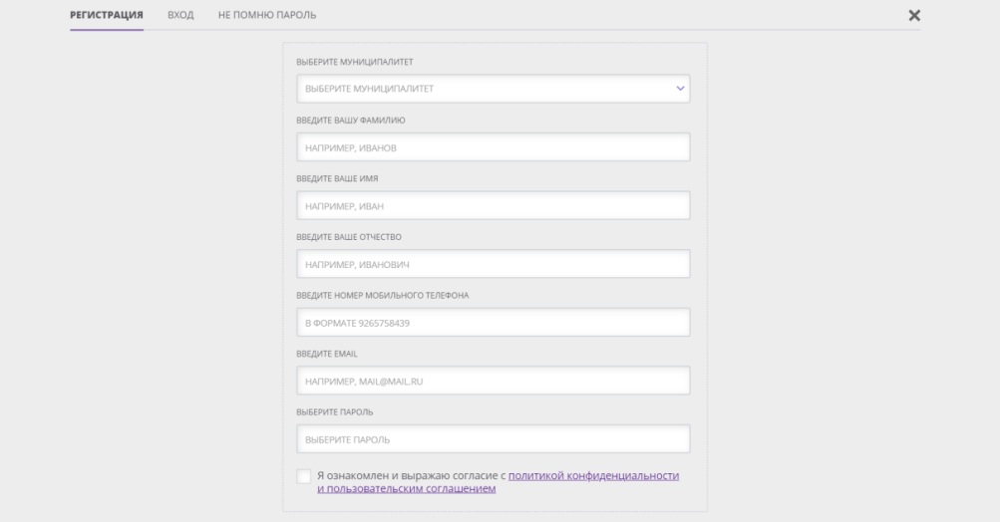 РЕГИСТРАЦИЯ ВХОД НЕ ПОМНЮ ПАРОЛЬ
ВЫБЕРИТЕ МУНИЦИПАЛИТЕТ
ВЫБЕРИТЕ МУНИЦИПАЛИТЕТ
ВВЕДИТЕ ВАШУ ФАМИЛИЮ
НАПРИМЕР, ИВАНОВ
ВВЕДИТЕ ВАШЕ ИМЯ
НАПРИМЕР, ИВАН
ВВЕДИТЕ ВАШЕ ОТЧЕСТВО
НАПРИМЕР, ИВАНОВИЧ
ВВЕДИТЕ НОМЕР МОБИЛЬНОГО ТЕЛЕФОНА
В ФОРМАТЕ 9265758439
ВВЕДИТЕ EMAIL
НАПРИМЕР, MAIL@MAIL.RU
ВЫБЕРИТЕ ПАРОЛЬ
ВЫБЕРИТЕ ПАРОЛЬ
Я ознакомлен и выражаю согласие с политикой конфиденциальности
и пользовательским соглашением